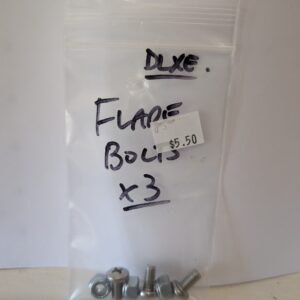 DLXE.
FLARE
BOLTS
$5.50
x3